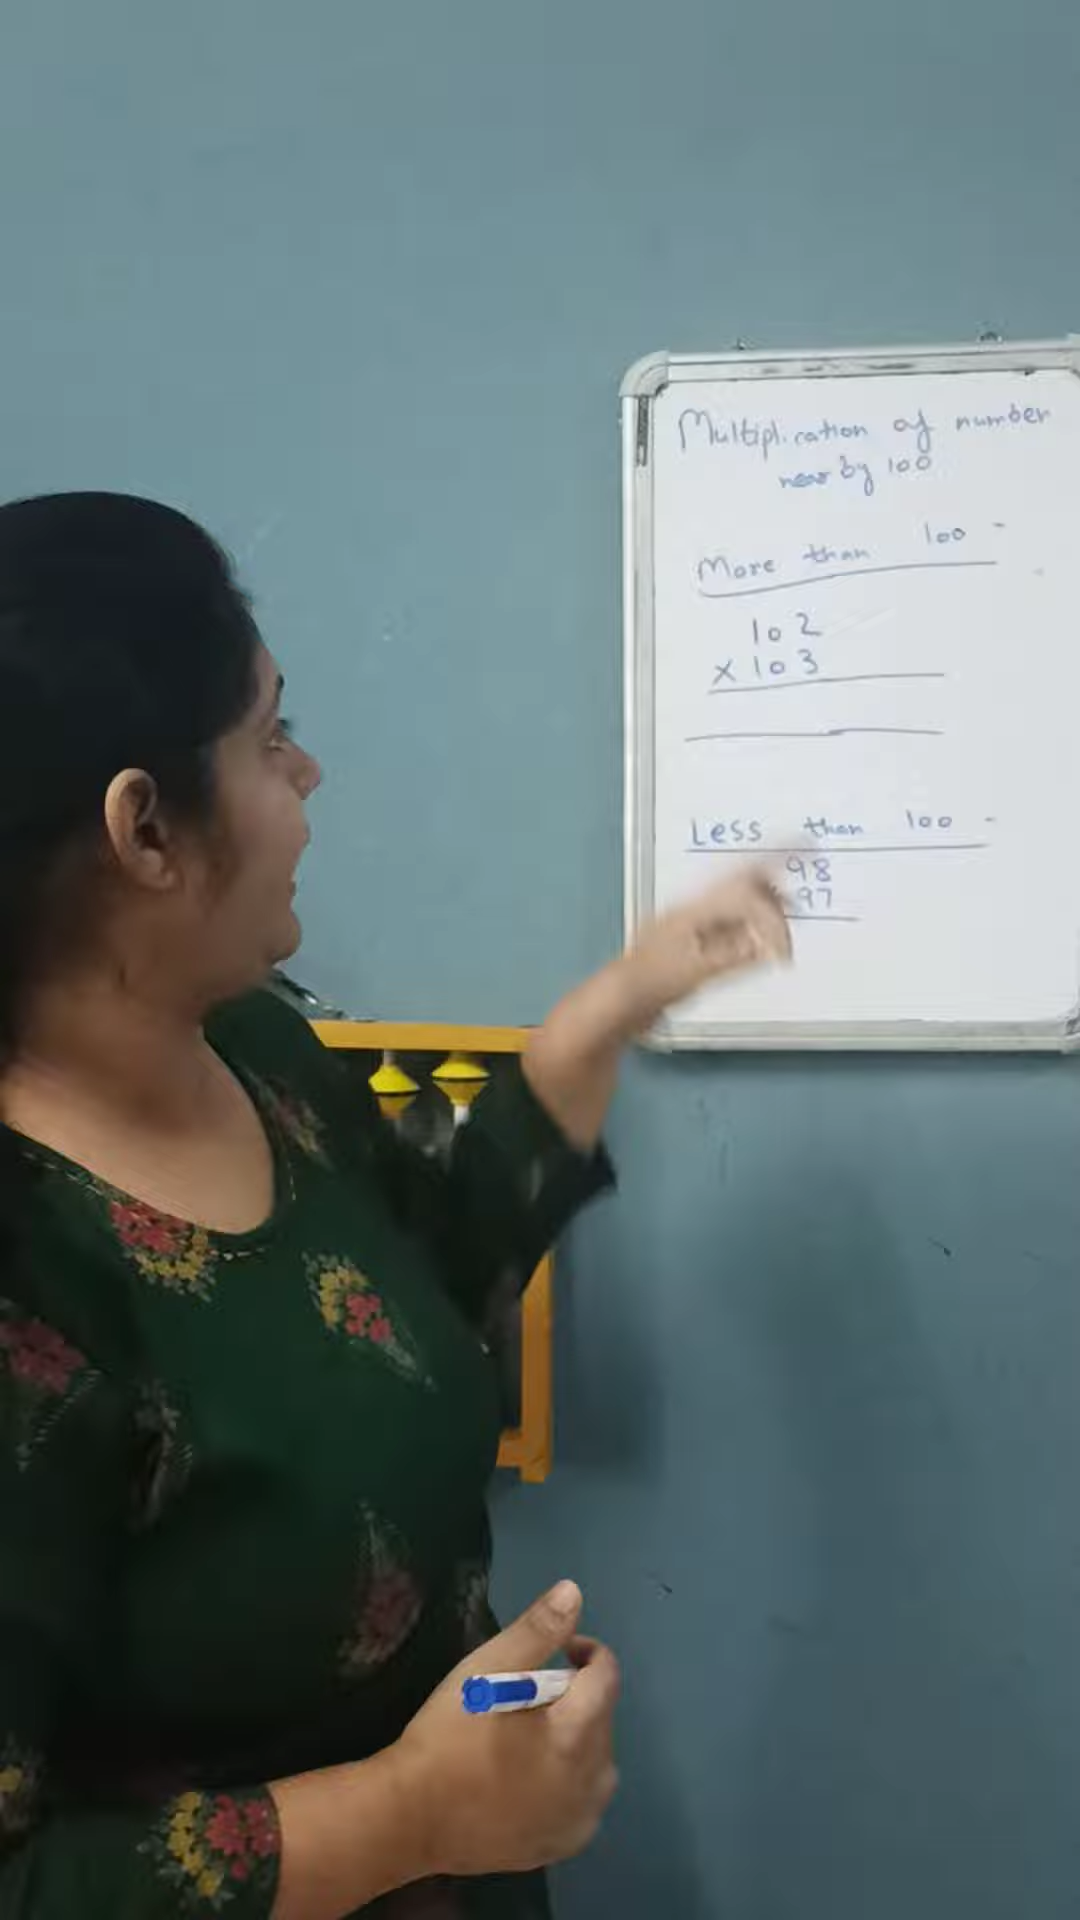 Multiplication of number
near by 100
More than 100 -
102
x 103
Less than 100 -
98
97